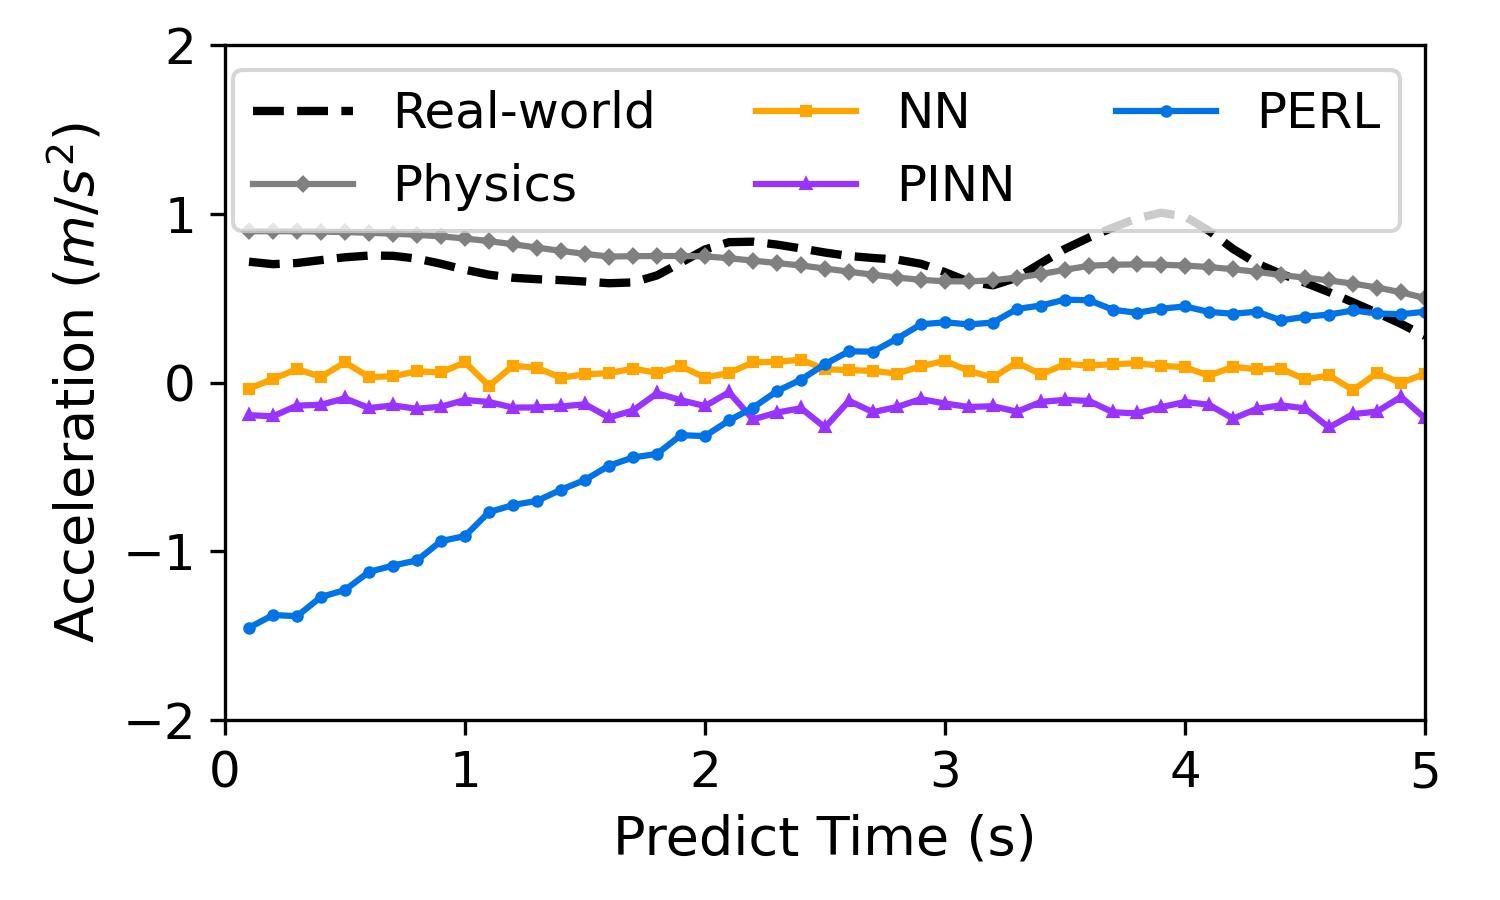 2
1
0
−1
−2
Acceleration (m/s²)
Real-world
Physics
NN
PINN
PERL
0 1 2 3 4 5
Predict Time (s)